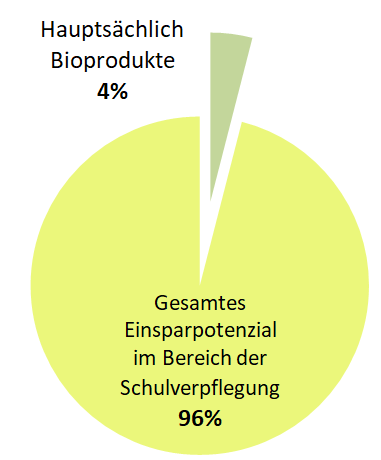 Hauptsächlich
Bioprodukte
4%
Gesamtes
Einsparpotenzial
im Bereich der
Schulverpflegung
96%